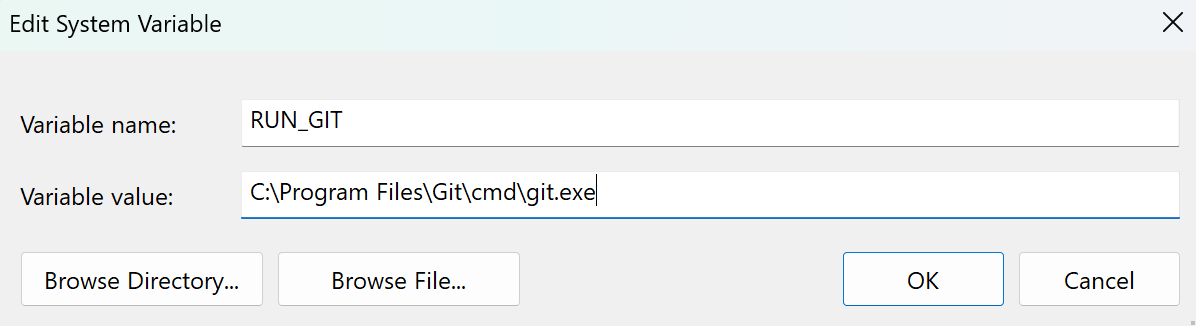 Edit System Variable
Variable name: RUN_GIT
Variable value: C:\Program Files\Git\cmd\git.exe
Browse Directory... Browse File... OK Cancel